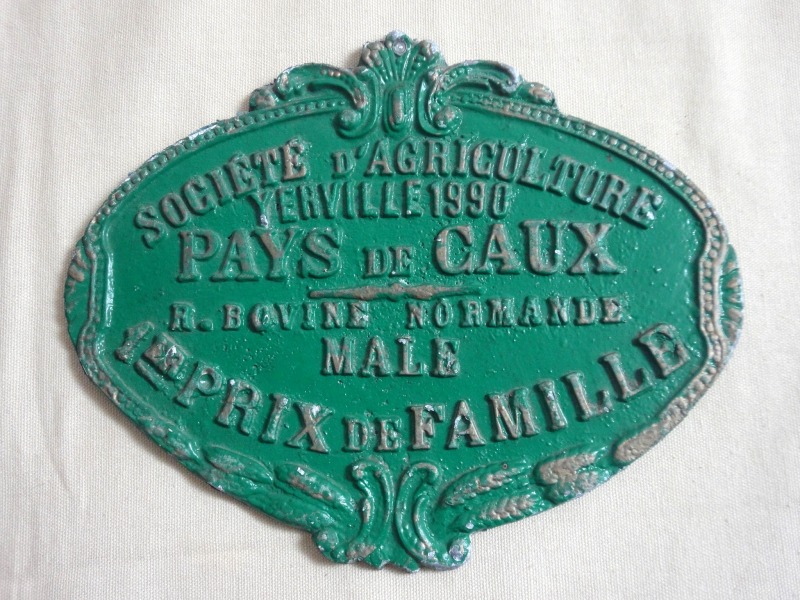 SOCIÉTÉ D'AGRICULTURE
YERVILLE 1990
PAYS DE CAUX
R. BOVINE NORMANDE
MALE
1ER PRIX DE FAMILLE